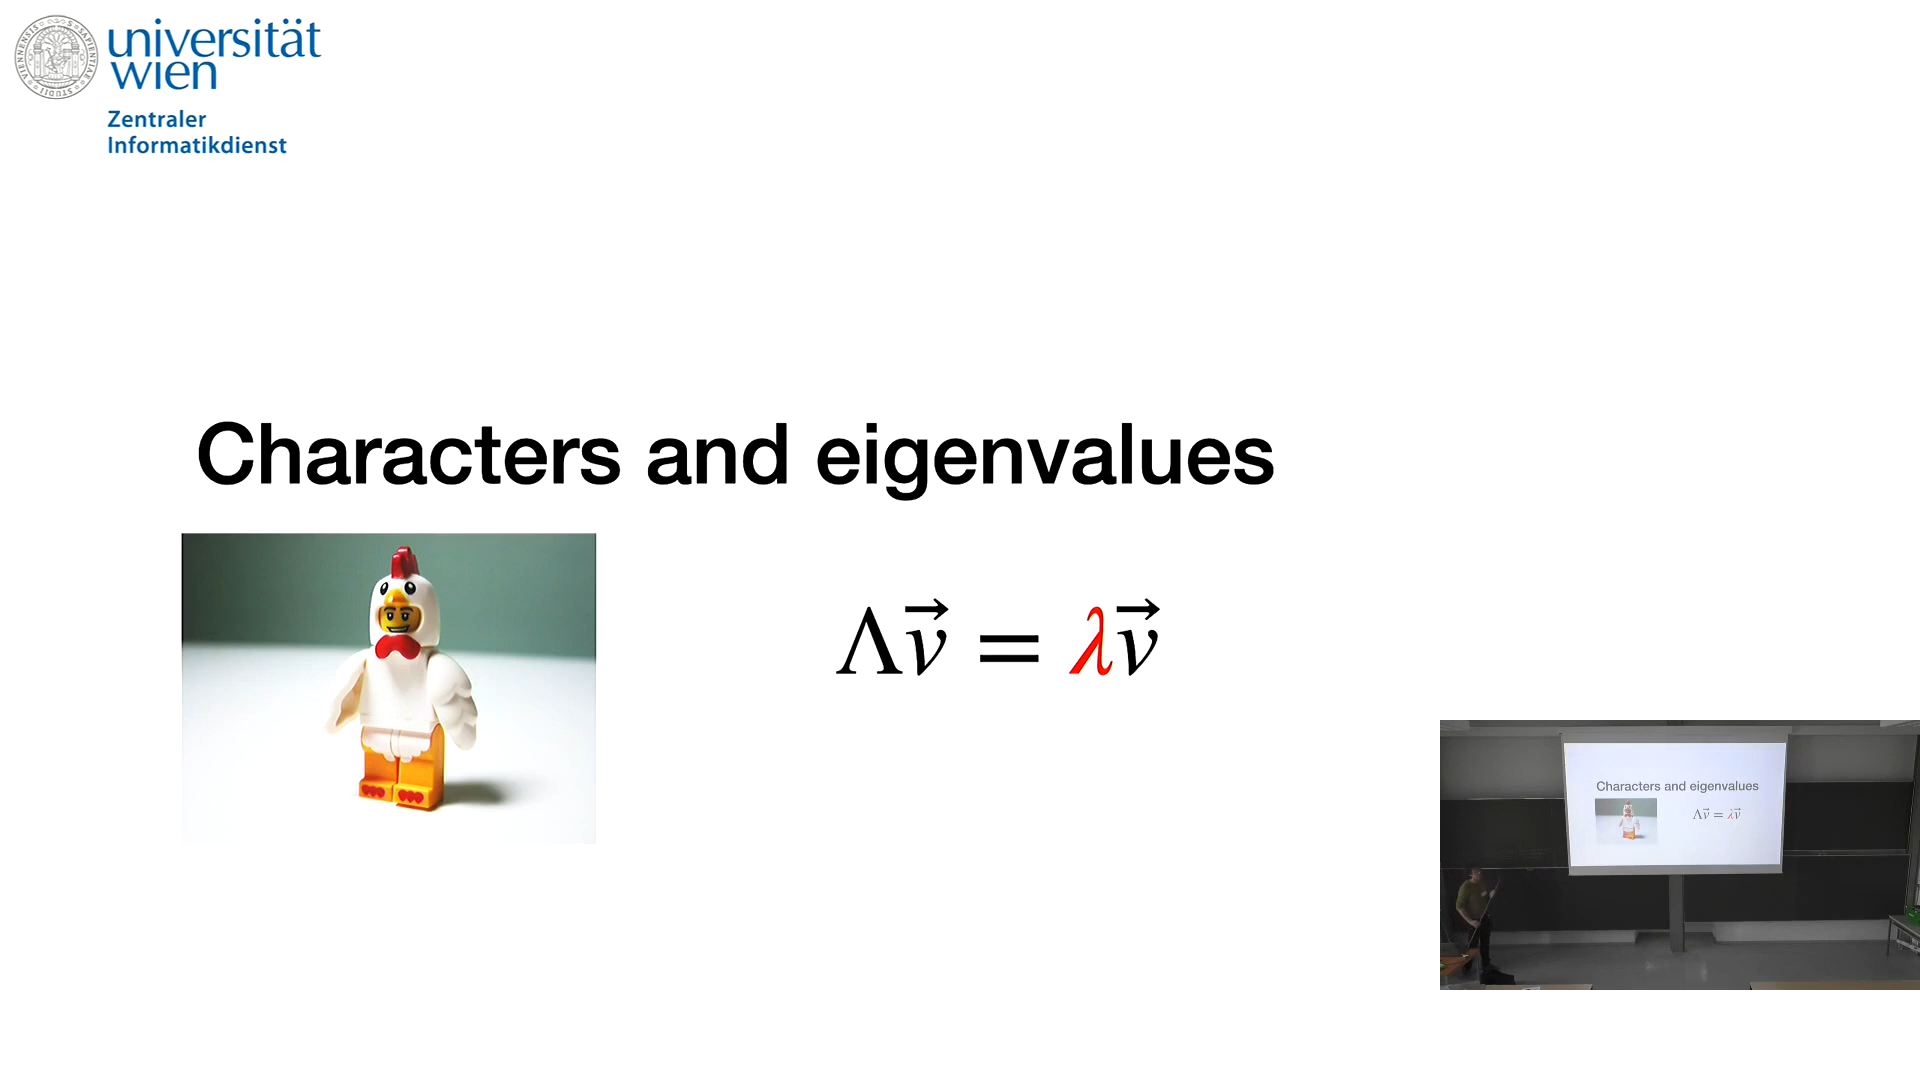 universität
wien
Zentraler
Informatikdienst
Characters and eigenvalues
Λv⃗ = λv⃗
Characters and eigenvalues
Λv⃗ = λv⃗